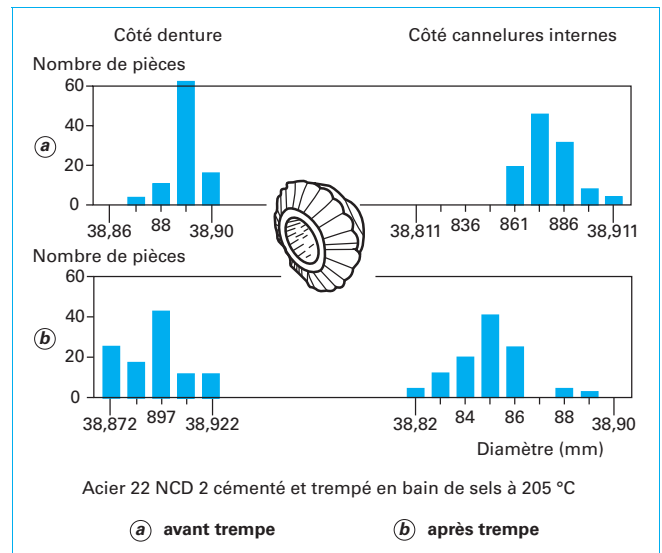 Côté denture Côté cannelures internes
Nombre de pièces
60
40
20
0
a
38,86 88 38,90
38,811 836 861 886 38,911
Nombre de pièces
60
40
20
0
b
38,872 897 38,922
38,82 84 86 88 38,90
Diamètre (mm)
Acier 22 NCD 2 cémenté et trempé en bain de sels à 205 °C
a avant trempe b après trempe